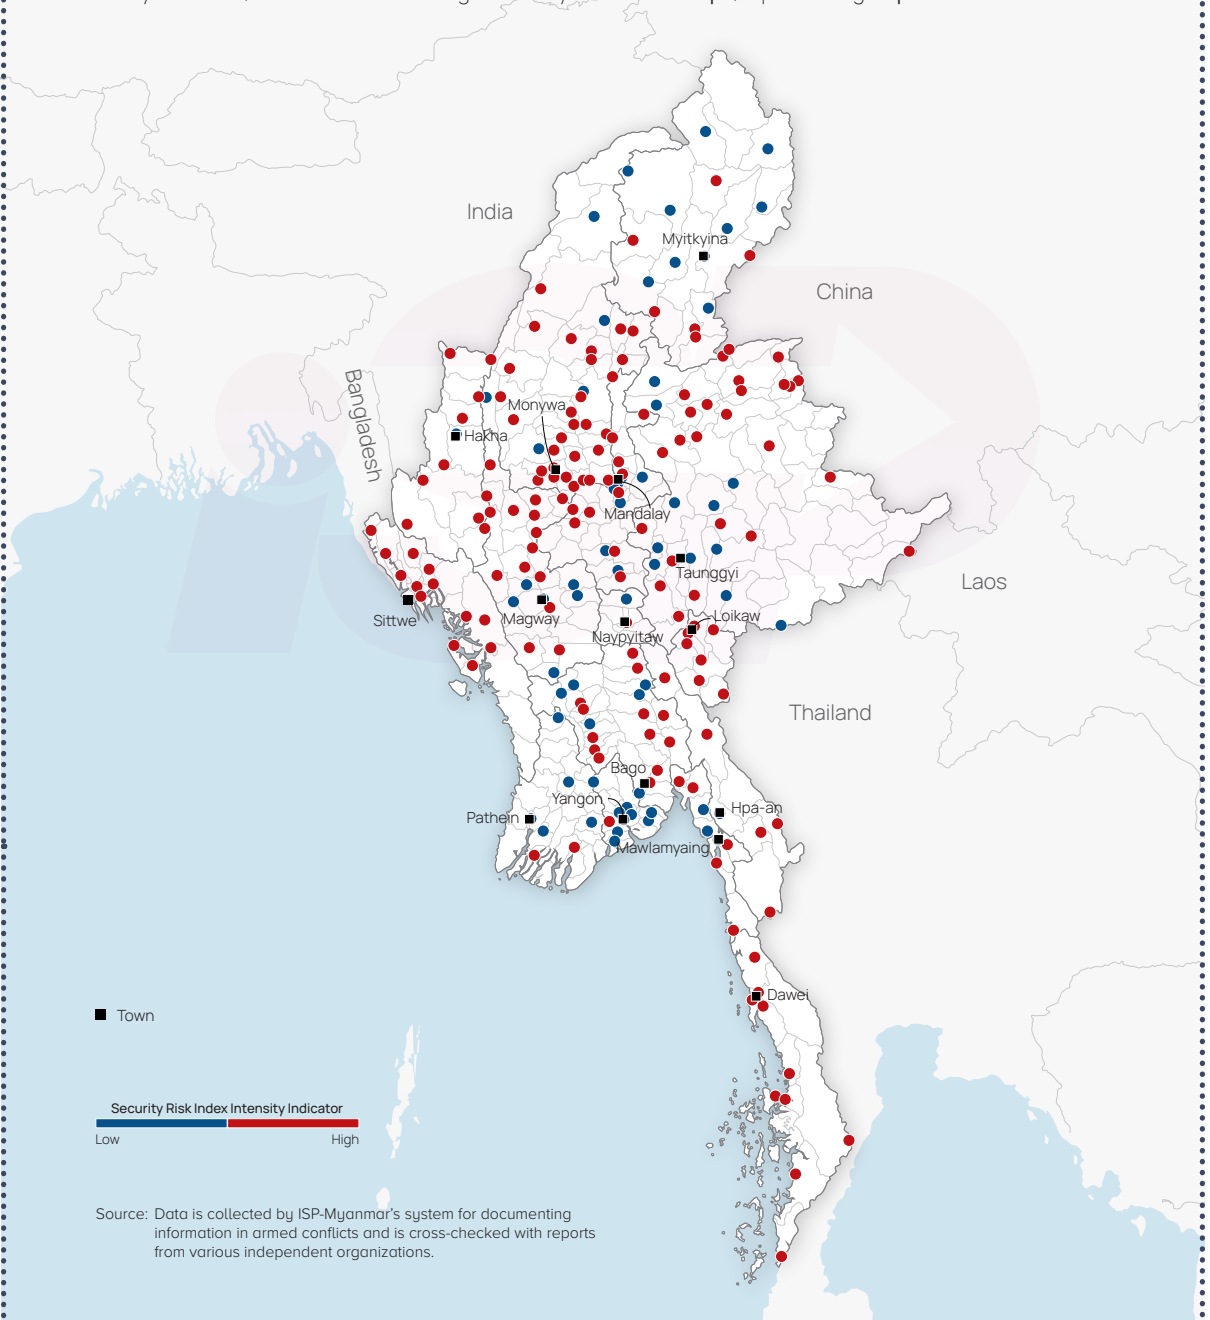 India
Myitkyina
China
Bangladesh
Monywa
Hakha
Mandalay
Laos
Taunggyi
Sittwe
Magway
Loikaw
Naypyitaw
Thailand
Bago
Yangon
Pathein
Hpa-an
Mawlamyaing
Dawei
Town
Security Risk Index Intensity Indicator
Low High
Source: Data is collected by ISP-Myanmar's system for documenting
information in armed conflicts and is cross-checked with reports
from various independent organizations.